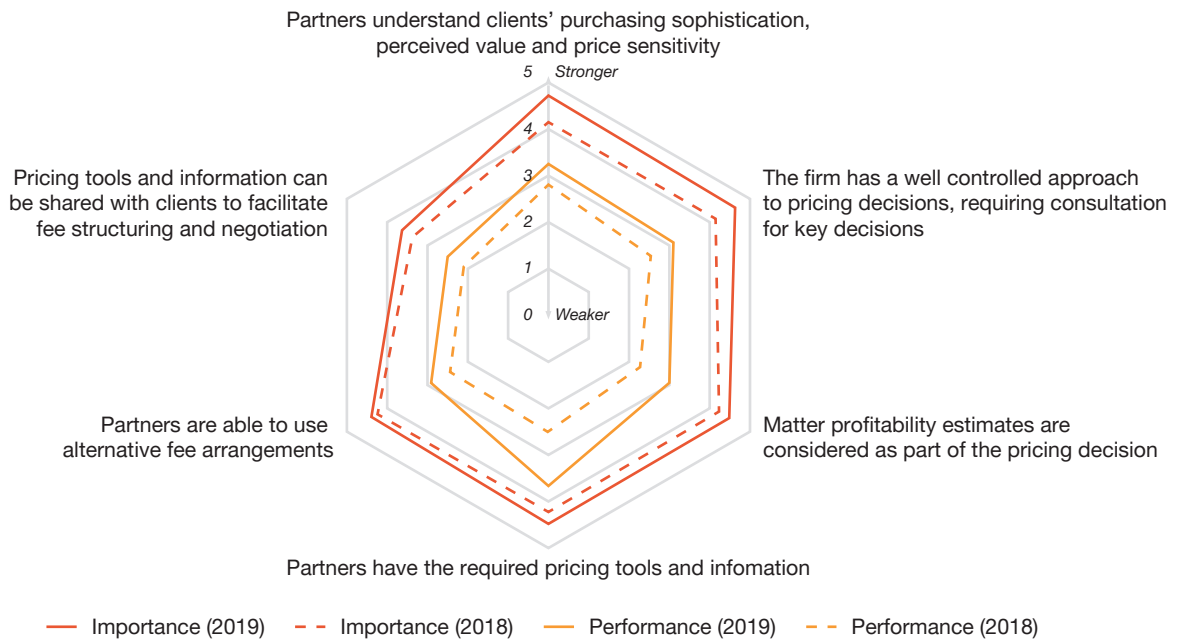 Partners understand clients’ purchasing sophistication,
perceived value and price sensitivity
5
Stronger
4
3
2
1
0
Weaker
Pricing tools and information can
be shared with clients to facilitate
fee structuring and negotiation
The firm has a well controlled approach
to pricing decisions, requiring consultation
for key decisions
Partners are able to use
alternative fee arrangements
Matter profitability estimates are
considered as part of the pricing decision
Partners have the required pricing tools and infomation
Importance (2019)
Importance (2018)
Performance (2019)
Performance (2018)